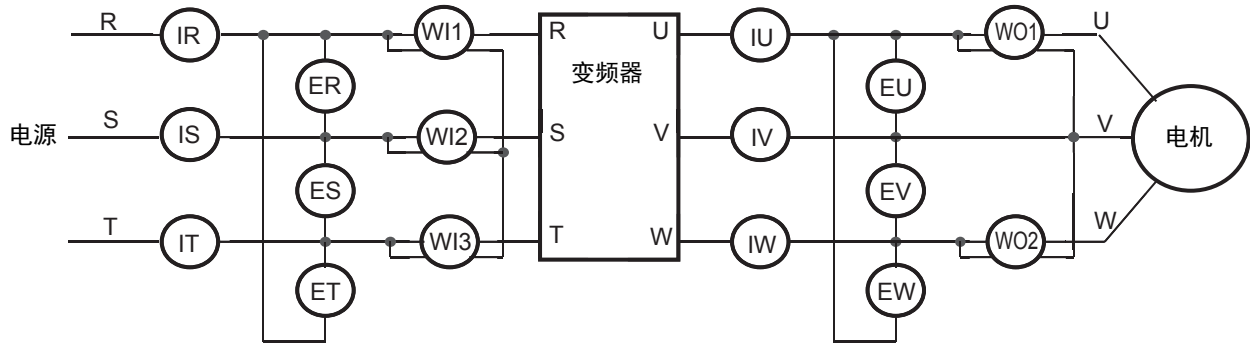 R IR WI1 R U IU WO1 U
ER 变频器 EU
电源 S IS WI2 S V IV V 电机
ES EV
T IT WI3 T W IW WO2 W
ET EW